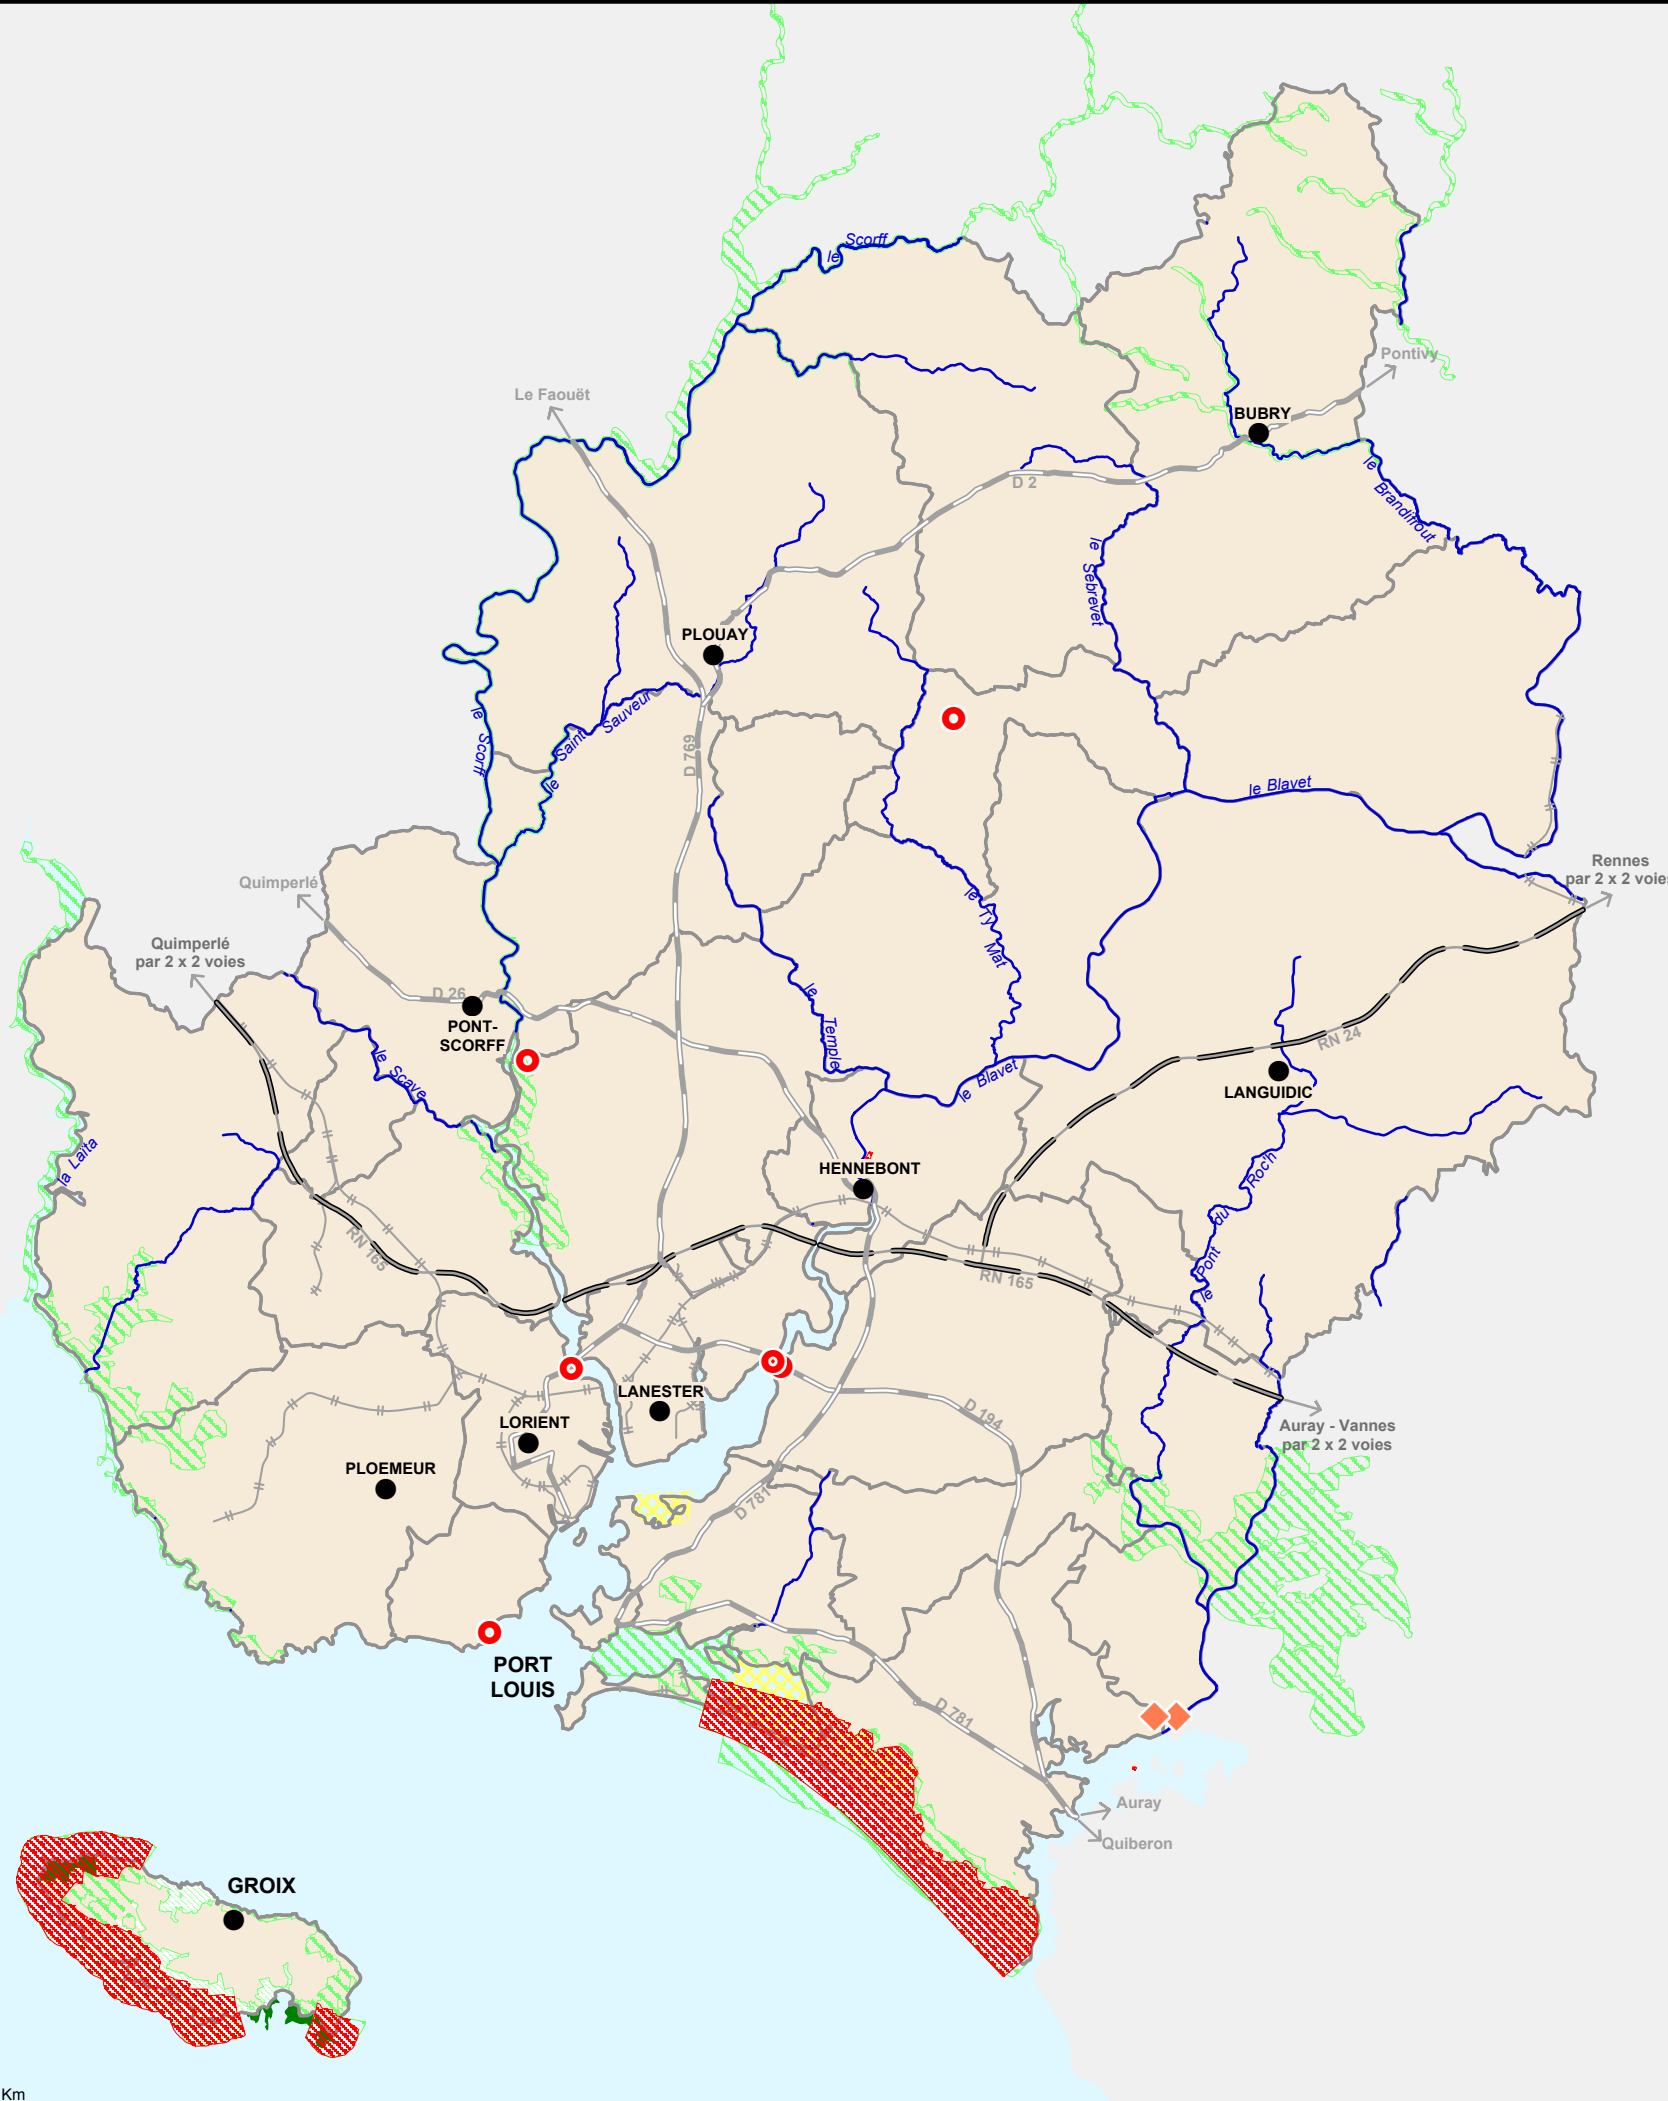 le Scorff
Pontivy
Le Faouët
BUBRY
D 2
le Brandifrout
le Sebrevet
PLOUAY
le Scorff
le Saint Sauveur
D 769
le Blavet
Rennes
par 2 x 2 voies
Quimperlé
Quimperlé
par 2 x 2 voies
le Ty Mat
D 26
PONT-
SCORFF
le Temple
RN 24
le Scave
le Blavet
LANGUIDIC
la Laïta
HENNEBONT
le Pont du Roc'h
RN 165
RN 165
LANESTER
LORIENT
D 194
Auray - Vannes
par 2 x 2 voies
PLOEMEUR
D 781
PORT
LOUIS
D 781
Auray
Quiberon
GROIX
Km